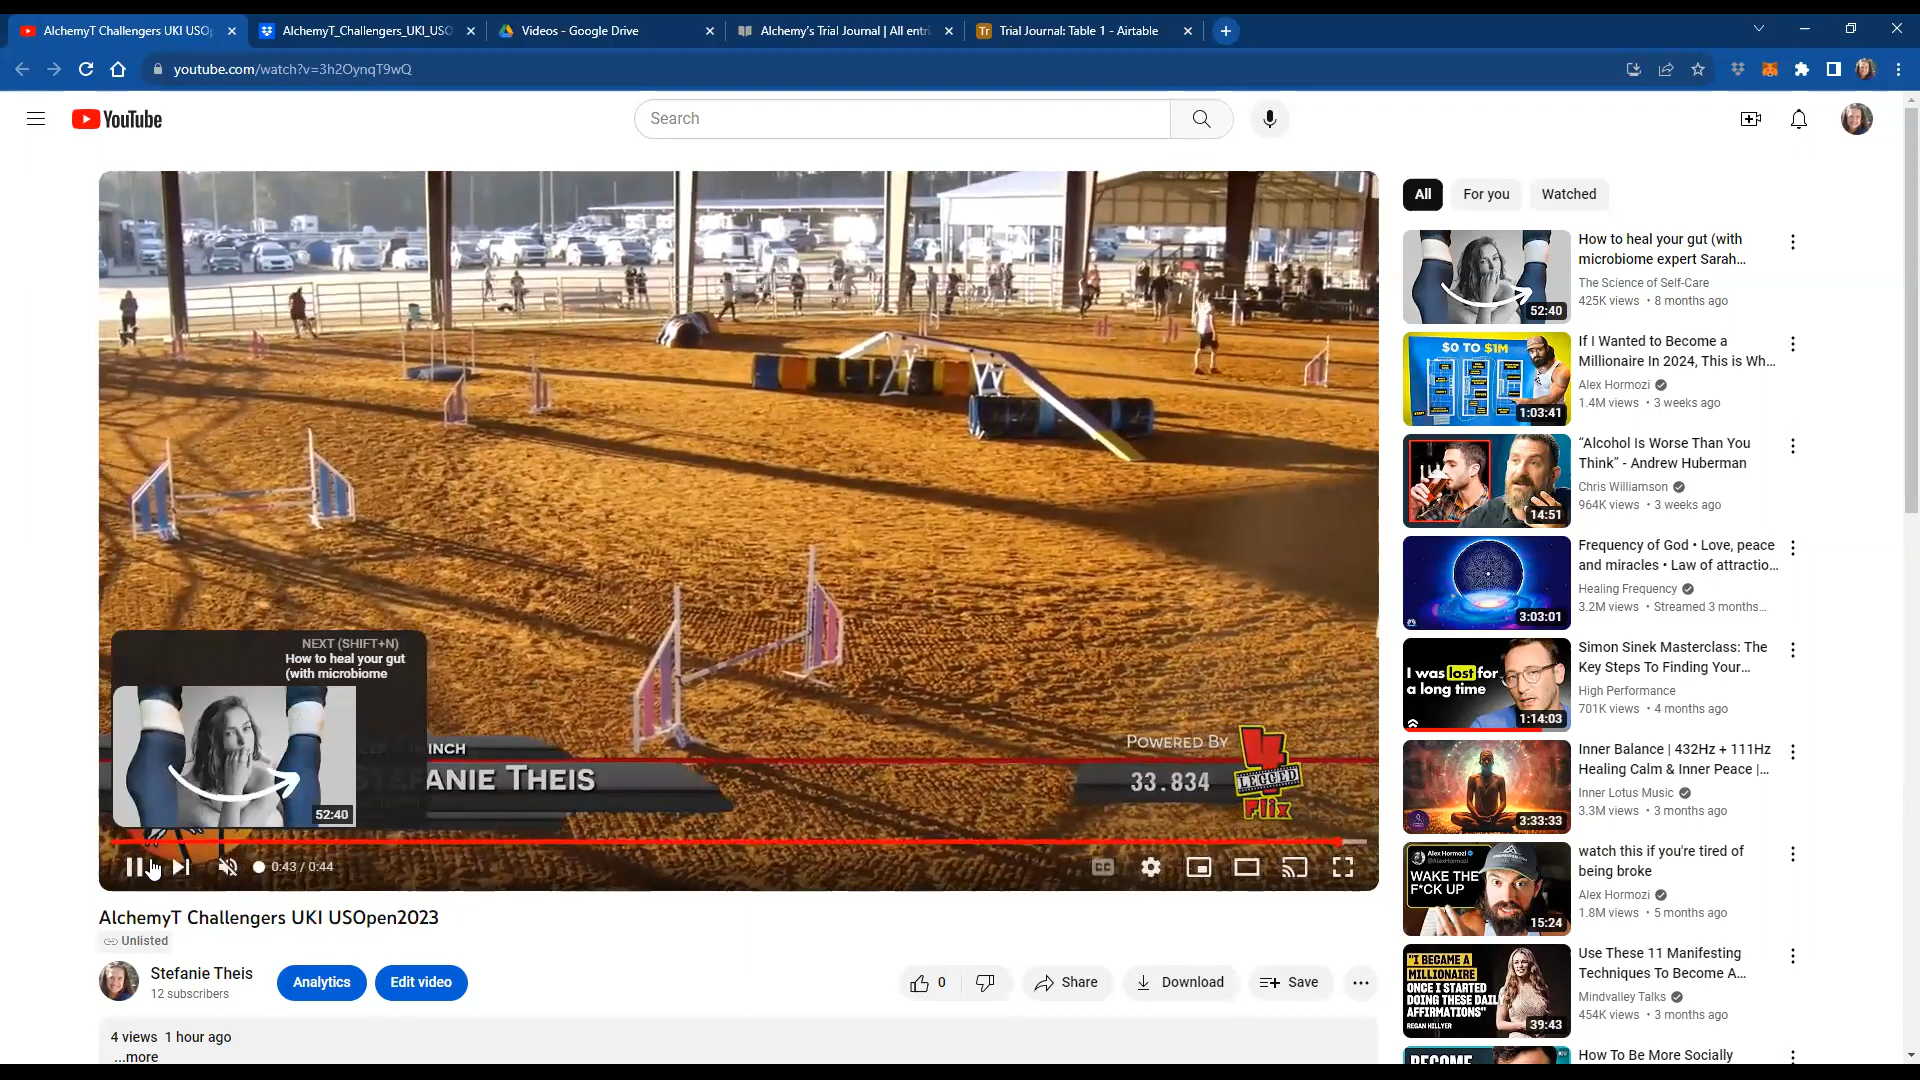 AlchemyT Challengers UKI USOp
AlchemyT_Challengers_UKI_USO
Videos - Google Drive
Alchemy's Trial Journal | All entri
Tr
Trial Journal: Table 1 - Airtable
youtube.com/watch?v=3h2OynqT9wQ
YouTube
Search
All
For you
Watched
How to heal your gut (with
microbiome expert Sarah...
The Science of Self-Care
425K views • 8 months ago
52:40
$0 TO $1M
If I Wanted to Become a
Millionaire In 2024, This is Wh...
Alex Hormozi
1.4M views • 3 weeks ago
1:03:41
"Alcohol Is Worse Than You
Think" - Andrew Huberman
Chris Williamson
964K views • 3 weeks ago
14:51
Frequency of God • Love, peace
and miracles • Law of attractio...
Healing Frequency
3.2M views • Streamed 3 months...
3:03:01
I was lost for
a long time
Simon Sinek Masterclass: The
Key Steps To Finding Your...
High Performance
701K views • 4 months ago
1:14:03
Inner Balance | 432Hz + 111Hz
Healing Calm & Inner Peace |...
Inner Lotus Music
3.3M views • 3 months ago
3:33:33
Alex Hormozi
@AlexHormozi
WAKE THE
F*CK UP
watch this if you're tired of
being broke
Alex Hormozi
1.8M views • 5 months ago
15:24
"I BECAME A
MILLIONAIRE
ONCE I STARTED
DOING THESE DAILY
AFFIRMATIONS"
REGAN HILLYER
Use These 11 Manifesting
Techniques To Become A...
Mindvalley Talks
454K views • 3 months ago
39:43
BECOME
How To Be More Socially
NEXT (SHIFT+N)
How to heal your gut
(with microbiome
52:40
INCH
EFANIE THEIS
POWERED BY
33.834
4
LEGGED
Flix
0:43 / 0:44
CC
AlchemyT Challengers UKI USOpen2023
Unlisted
Stefanie Theis
12 subscribers
Analytics
Edit video
0
Share
Download
Save
4 views 1 hour ago
...more